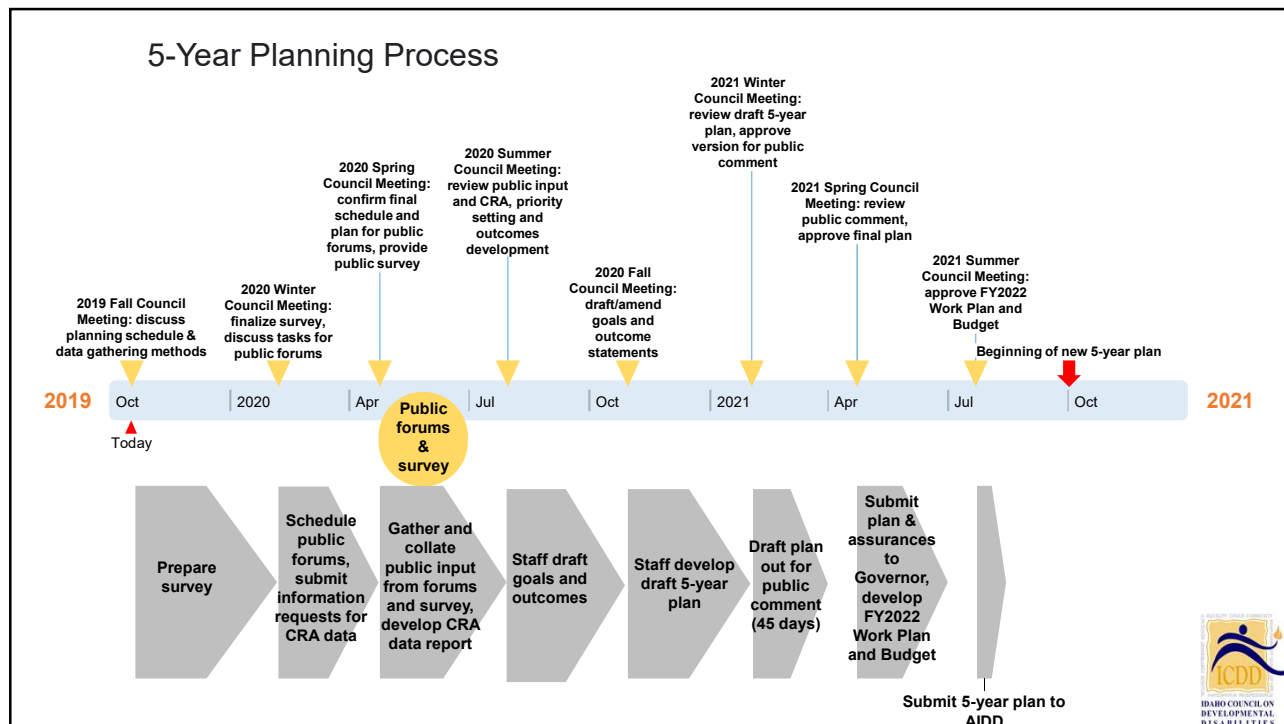 5-Year Planning Process
2019 Fall Council
Meeting: discuss
planning schedule &
data gathering methods
2020 Winter
Council Meeting:
finalize survey,
discuss tasks for
public forums
2020 Spring
Council Meeting:
confirm final
schedule and
plan for public
forums, provide
public survey
2020 Summer
Council Meeting:
review public input
and CRA, priority
setting and
outcomes
development
2020 Fall
Council
Meeting:
draft/amend
goals and
outcome
statements
2021 Winter
Council Meeting:
review draft 5-year
plan, approve
version for public
comment
2021 Spring Council
Meeting: review
public comment,
approve final plan
2021 Summer
Council Meeting:
approve FY2022
Work Plan and
Budget
Beginning of new 5-year plan
2019
Oct
2020
Apr
Jul
Oct
2021
Apr
Jul
Oct
2021
Today
Public
forums
&
survey
Prepare
survey
Schedule
public
forums,
submit
information
requests for
CRA data
Gather and
collate
public input
from forums
and survey,
develop CRA
data report
Staff draft
goals and
outcomes
Staff develop
draft 5-year
plan
Draft plan
out for
public
comment
(45 days)
Submit
plan &
assurances
to
Governor,
develop
FY2022
Work Plan
and Budget
Submit 5-year plan to
AIDD
ICDD
IDAHO COUNCIL ON
DEVELOPMENTAL
DISABILITIES